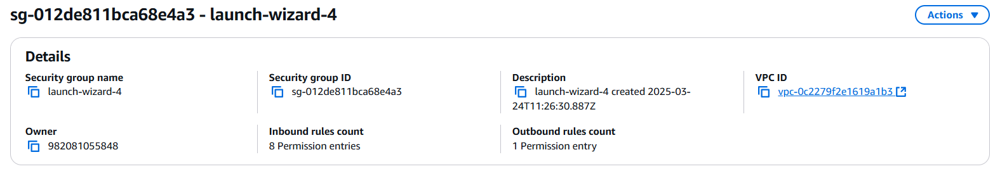 sg-012de811bca68e4a3 - launch-wizard-4
Actions
Details
Security group name
launch-wizard-4
Security group ID
sg-012de811bca68e4a3
Description
launch-wizard-4 created 2025-03-
24T11:26:30.887Z
VPC ID
vpc-0c2279f2e1619a1b3
Owner
982081055848
Inbound rules count
8 Permission entries
Outbound rules count
1 Permission entry